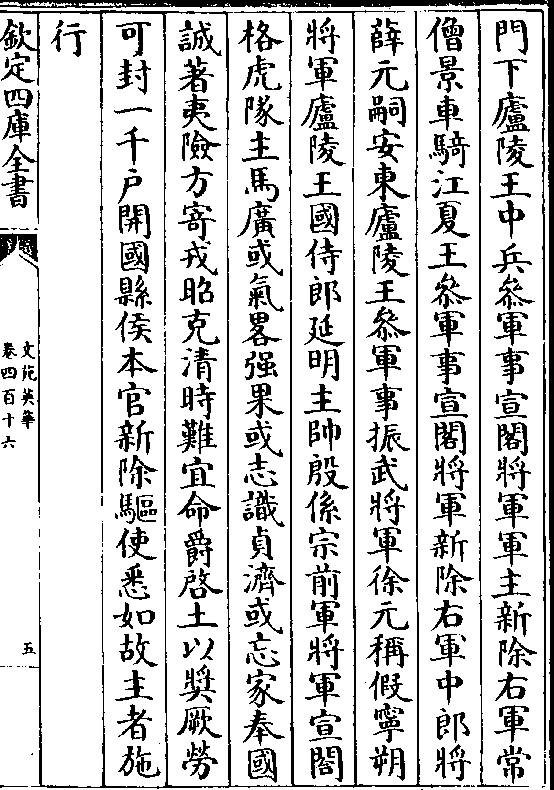 門下廬陵王中兵叅軍事宣閣將軍軍主新除右軍常
僧景車騎江夏王叅軍事宣閣將軍新除右軍中郎將
薛元嗣安東廬陵王叅軍事振武將軍徐元稱假寧朔
將軍廬陵王國侍郎延明主帥殷係宗前軍將軍宣閣
格虎隊主馬廣或氣畧强果或志識貞濟或忘家奉國
誠著夷險方寄戎昭克清時難宜命爵啓土以奨厥勞
可封一千户開國縣侯本官新除驅使悉如故主者施
行
欽定四庫全書
文苑英華
卷四百十六
五